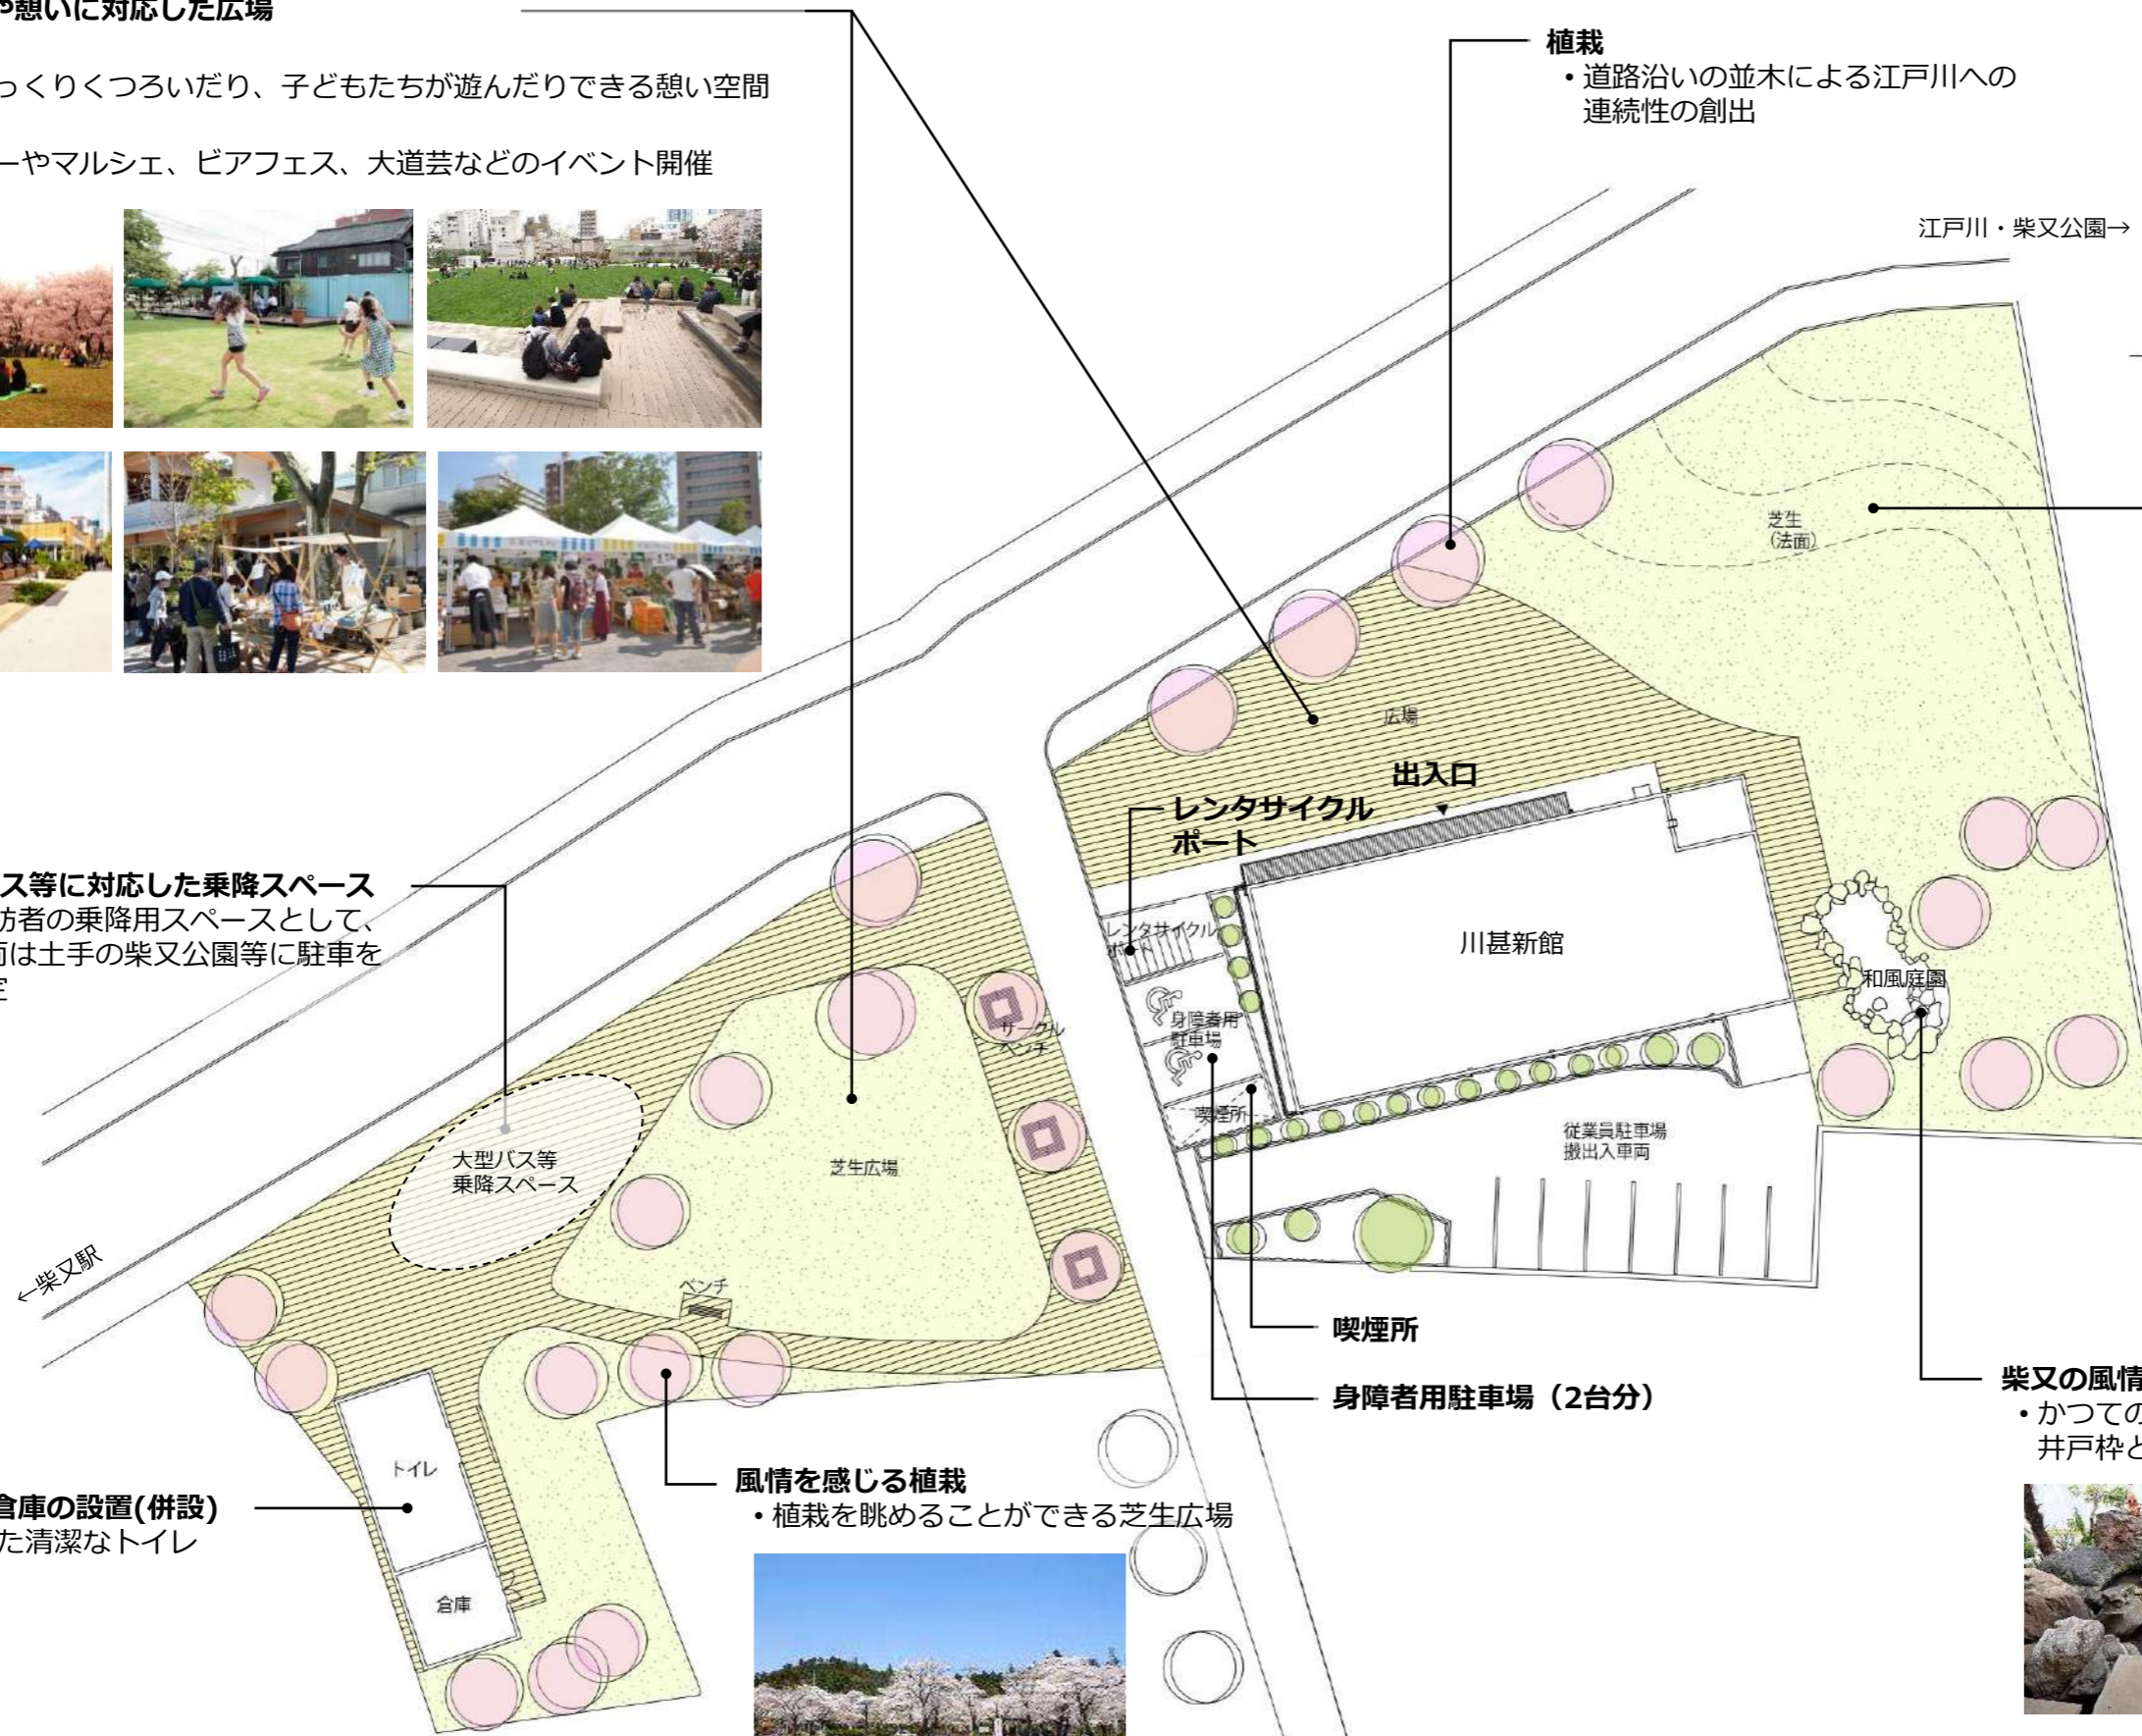 や憩いに対応した広場
っくりくつろいだり、子どもたちが遊んだりできる憩い空間
ーやマルシェ、ビアフェス、大道芸などのイベント開催
植栽
・道路沿いの並木による江戸川への
連続性の創出
江戸川・柴又公園→
芝生
(法面)
広場
出入口
レンタサイクル
ポート
レンタサイクル
ポート
川甚新館
和風庭園
身障者用
駐車場
喫煙所
従業員駐車場
搬出入車両
ス等に対応した乗降スペース
訪者の乗降用スペースとして、
両は土手の柴又公園等に駐車を
定
サークル
ベンチ
大型バス等
乗降スペース
芝生広場
ベンチ
←柴又駅
喫煙所
身障者用駐車場（2台分）
柴又の風情
・かつての
井戸枠と
トイレ
倉庫
倉庫の設置(併設)
た清潔なトイレ
風情を感じる植栽
・植栽を眺めることができる芝生広場